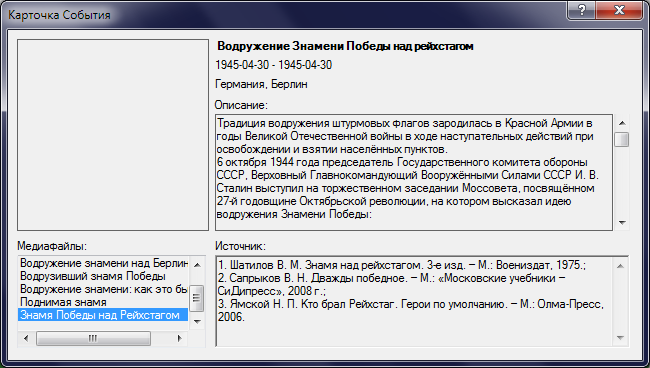 Карточка События
Водружение Знамени Победы над рейхстагом
1945-04-30 - 1945-04-30
Германия, Берлин
Описание:
Традиция водружения штурмовых флагов зародилась в Красной Армии в
годы Великой Отечественной войны в ходе наступательных действий при
освобождении и взятии населённых пунктов.
6 октября 1944 года председатель Государственного комитета обороны
СССР, Верховный Главнокомандующий Вооружёнными Силами СССР И. В.
Сталин выступил на торжественном заседании Моссовета, посвящённом
27-й годовщине Октябрьской революции, на котором высказал идею
водружения Знамени Победы:
Медиафайлы:
Водружение знамени над Берлин
Водрузивший знамя Победы
Водружение знамени: как это бы
Поднимая знамя
Знамя Победы над Рейхстагом
Источник:
1. Шатилов В. М. Знамя над рейхстагом. 3-е изд. – М.: Воениздат, 1975.;
2. Сапрыков В. Н. Дважды победное. – М.: «Московские учебники –
СиДипресс», 2008 г.;
3. Ямской Н. П. Кто брал Рейхстаг. Герои по умолчанию. – М.: Олма-Пресс,
2006.